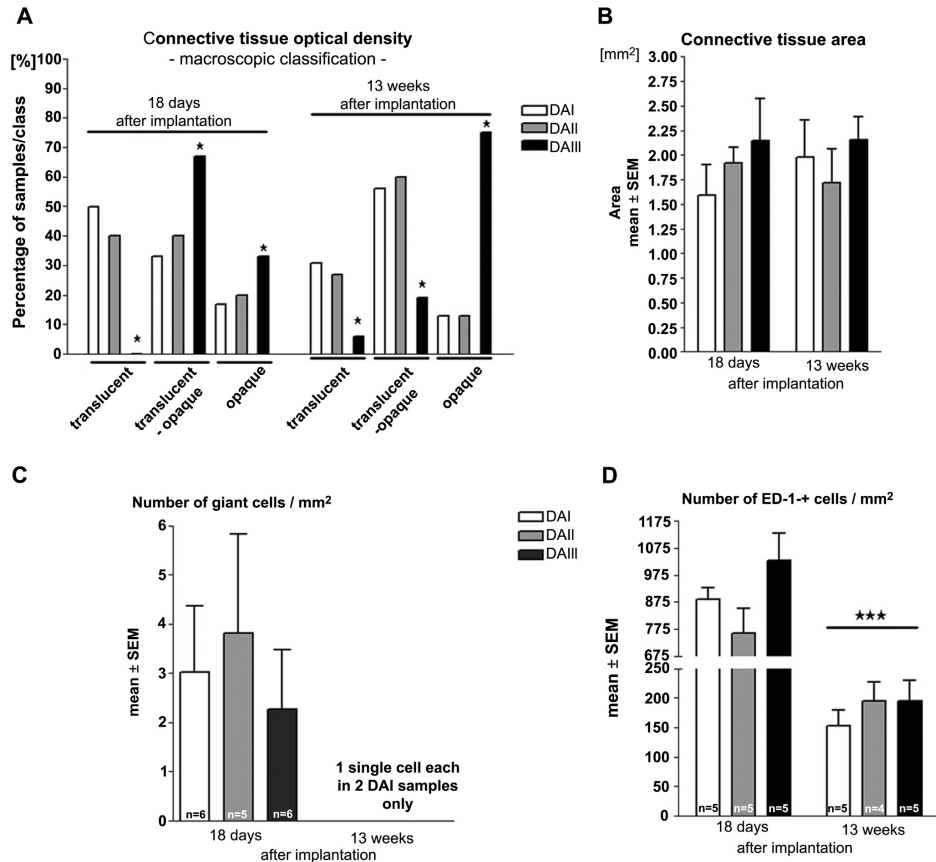 A
Connective tissue optical density
- macroscopic classification -
[%]
100
90
80
70
60
50
40
30
20
10
0
Percentage of samples/class
18 days
after implantation
13 weeks
after implantation
★
★
★
★
★
★
DAI
DAII
DAIII
translucent
translucent
- opaque
opaque
translucent
translucent
-opaque
opaque
B
Connective tissue area
[mm²]
3.00
2.75
2.50
2.25
2.00
1.75
1.50
1.25
1.00
0.75
0.50
0.25
0.00
Area
mean ± SEM
18 days
13 weeks
after implantation
C
Number of giant cells / mm²
6
5
4
3
2
1
0
mean ± SEM
n=6
n=5
n=6
1 single cell each
in 2 DAI samples
only
18 days
13 weeks
after implantation
DAI
DAII
DAIII
D
Number of ED-1-+ cells / mm²
1175
1075
975
875
775
675
250
200
150
100
50
0
mean ± SEM
★★★
n=5
n=5
n=5
n=5
n=4
n=5
18 days
13 weeks
after implantation